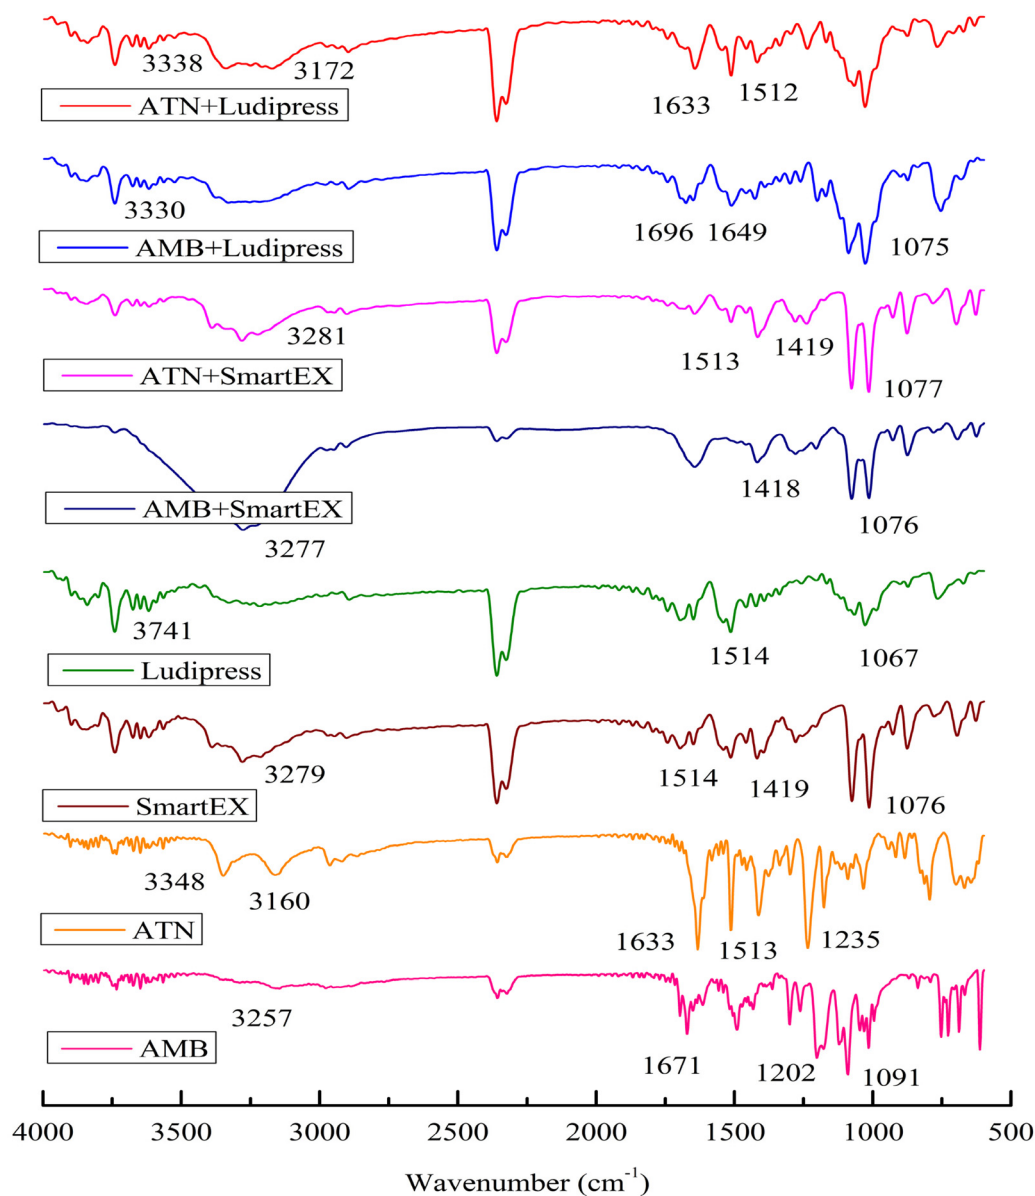 3338 3172 1633 1512
ATN+Ludipress
3330 1696 1649 1075
AMB+Ludipress
3281 1513 1419 1077
ATN+SmartEX
AMB+SmartEX 1418 1076
3277
3741 1514 1067
Ludipress
3279 1514 1419 1076
SmartEX
3348 3160 1633 1513 1235
ATN
3257 1671 1202 1091
AMB
4000 3500 3000 2500 2000 1500 1000 500
Wavenumber (cm⁻¹)